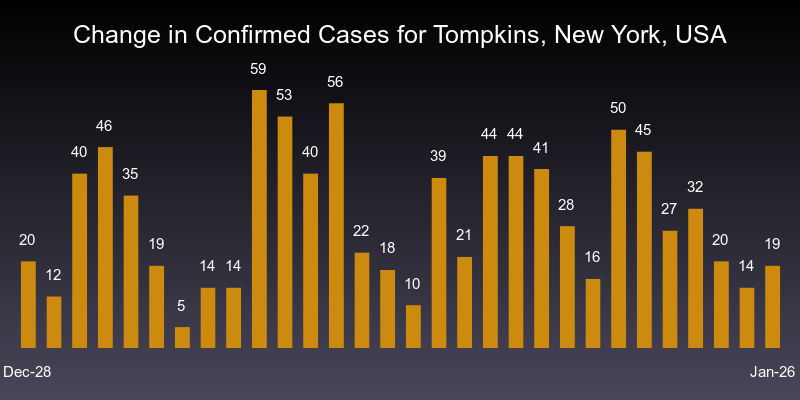 Change in Confirmed Cases for Tompkins, New York, USA
20 12 40 46 35 19 5 14 14 59 53 40 56 22 18 10 39 21 44 44 41 28 16 50 45 27 32 20 14 19
Dec-28 Jan-26